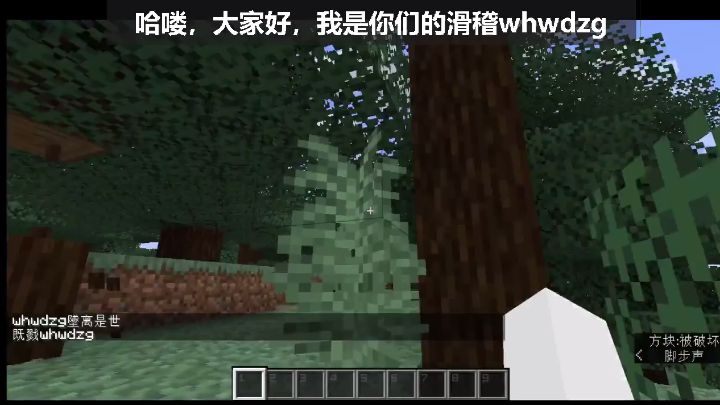 哈喽，大家好，我是你们的滑稽whwdzg
whwdzg墮离是世
既戮whwdzg
方块:被破坏
< 脚步声
1 2 3 4 5 6 7 8 9